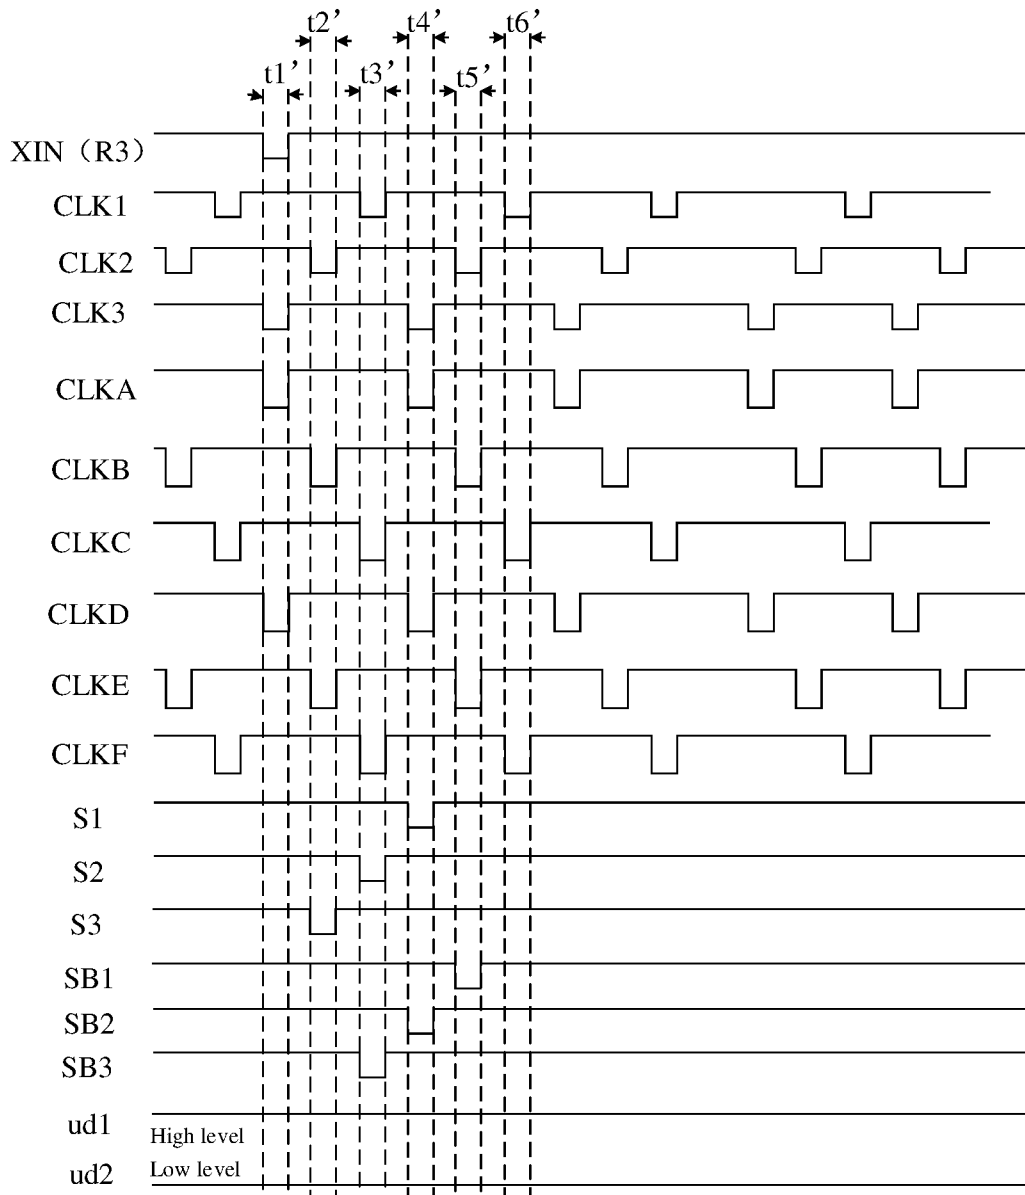 t2’ t4’ t6’
t1’ t3’ t5’
XIN（R3）
CLK1
CLK2
CLK3
CLKA
CLKB
CLKC
CLKD
CLKE
CLKF
S1
S2
S3
SB1
SB2
SB3
ud1
High level
Low level
ud2